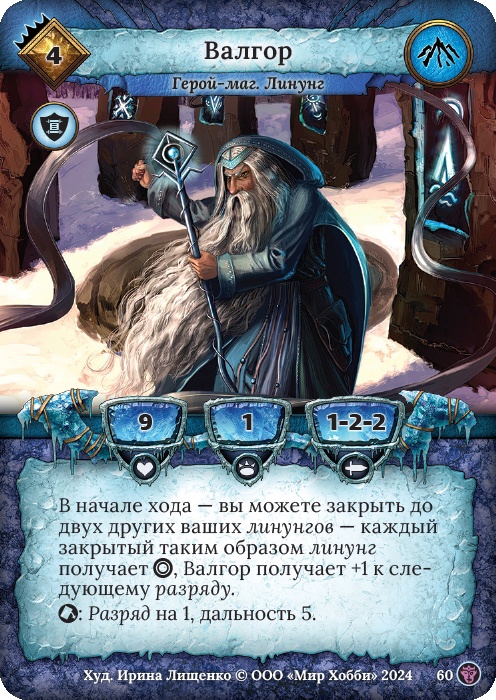 4
Валгор
Герой-маг. Линунг
9
1
1-2-2
В начале хода — вы можете закрыть до
двух других ваших линунгов — каждый
закрытый таким образом линунг
получает , Валгор получает +1 к сле-
дующему разряду.
: Разряд на 1, дальность 5.
Худ. Ирина Лищенко © ООО «Мир Хобби» 2024
60